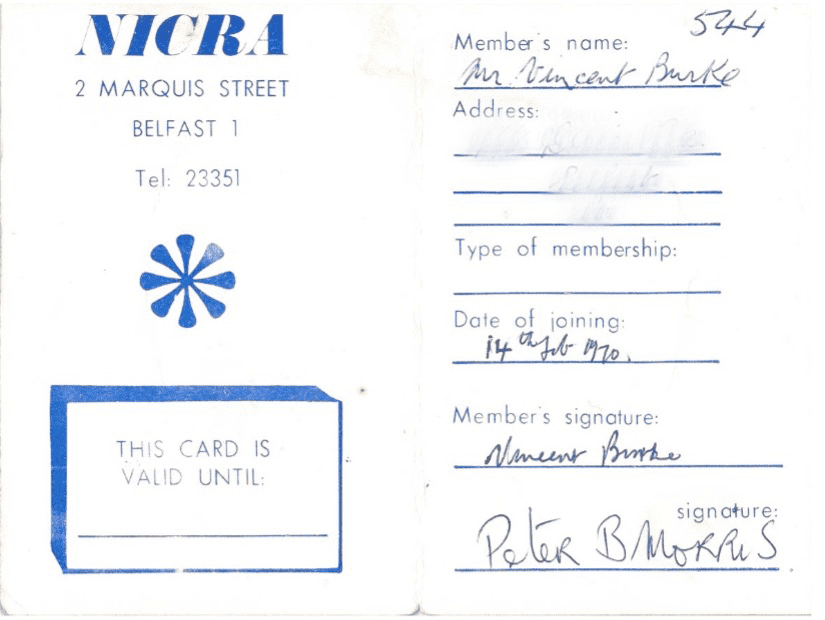 NICRA
2 MARQUIS STREET
BELFAST 1
Tel: 23351
THIS CARD IS
VALID UNTIL:
544
Member's name:
Mr. Vincent Burke
Address:
Type of membership:
Date of joining:
14th Feb 1970.
Member's signature:
Vincent Burke
signature:
Peter B Morris